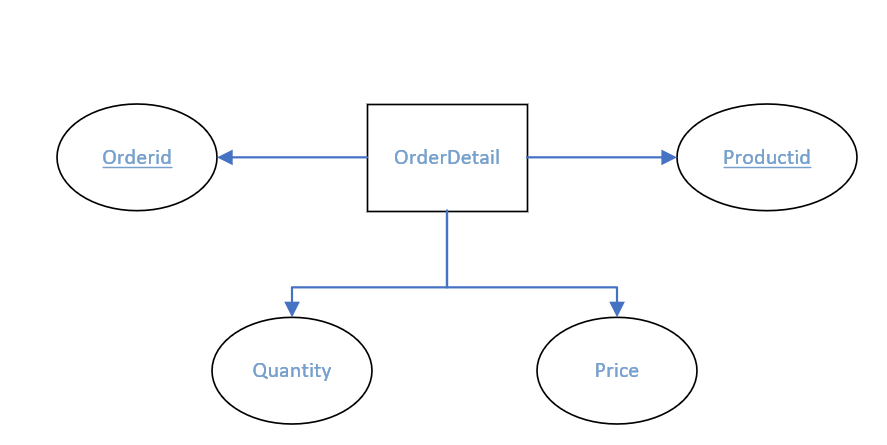 Orderid
OrderDetail
Productid
Quantity
Price